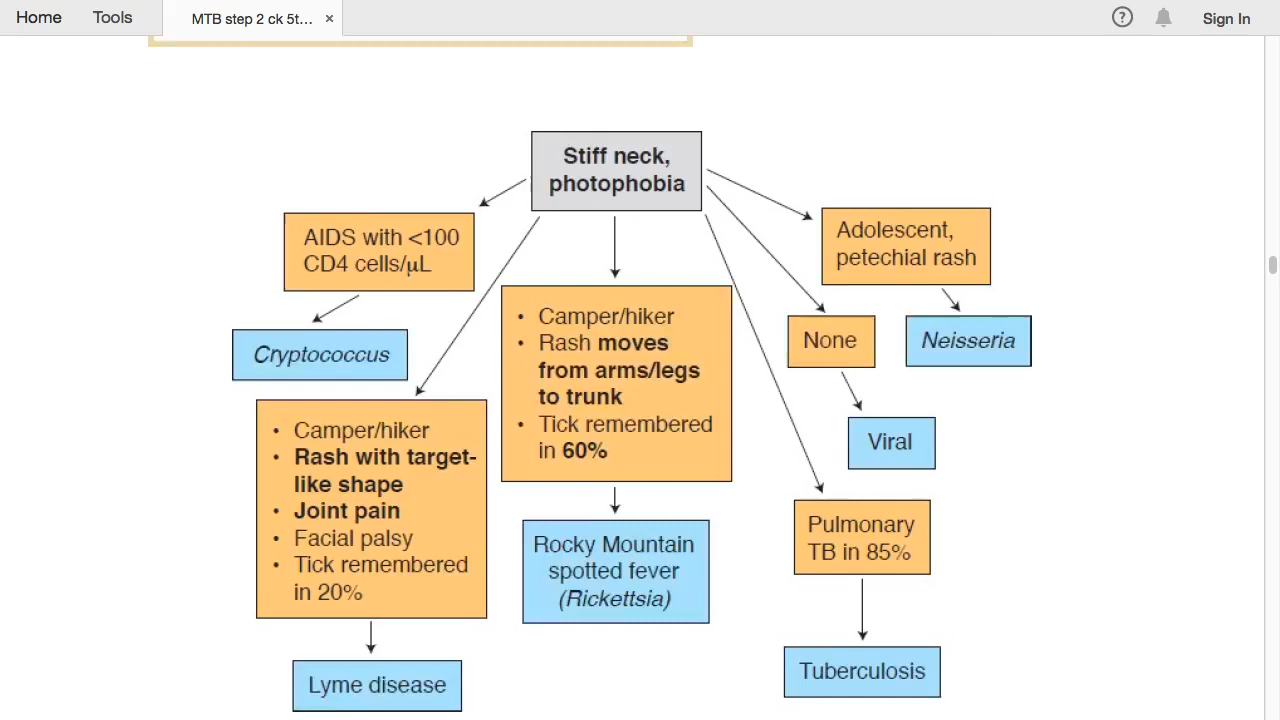 Home
Tools
MTB step 2 ck 5t...
×
?
Sign In
Stiff neck,
photophobia
AIDS with <100
CD4 cells/μL
Cryptococcus
• Camper/hiker
• Rash with target-
like shape
• Joint pain
• Facial palsy
• Tick remembered
in 20%
Lyme disease
• Camper/hiker
• Rash moves
from arms/legs
to trunk
• Tick remembered
in 60%
Rocky Mountain
spotted fever
(Rickettsia)
Pulmonary
TB in 85%
Tuberculosis
None
Viral
Adolescent,
petechial rash
Neisseria